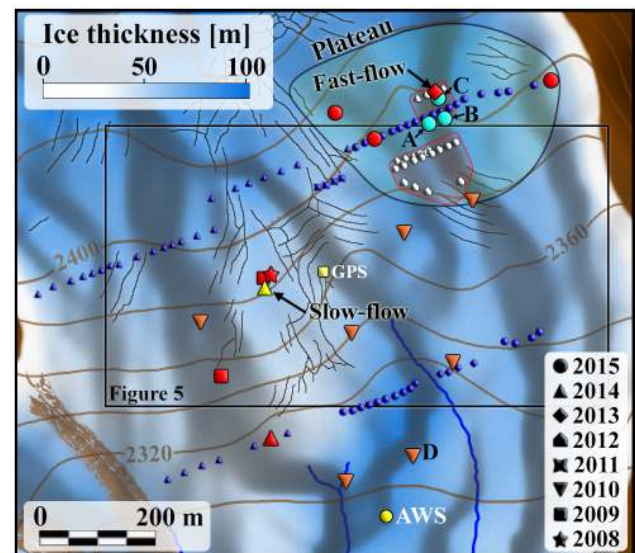 Ice thickness [m]
0 50 100
Plateau
Fast-flow
C
B
A
2400
2360
GPS
Slow-flow
Figure 5
2320
D
AWS
0 200 m
2015
2014
2013
2012
2011
2010
2009
2008